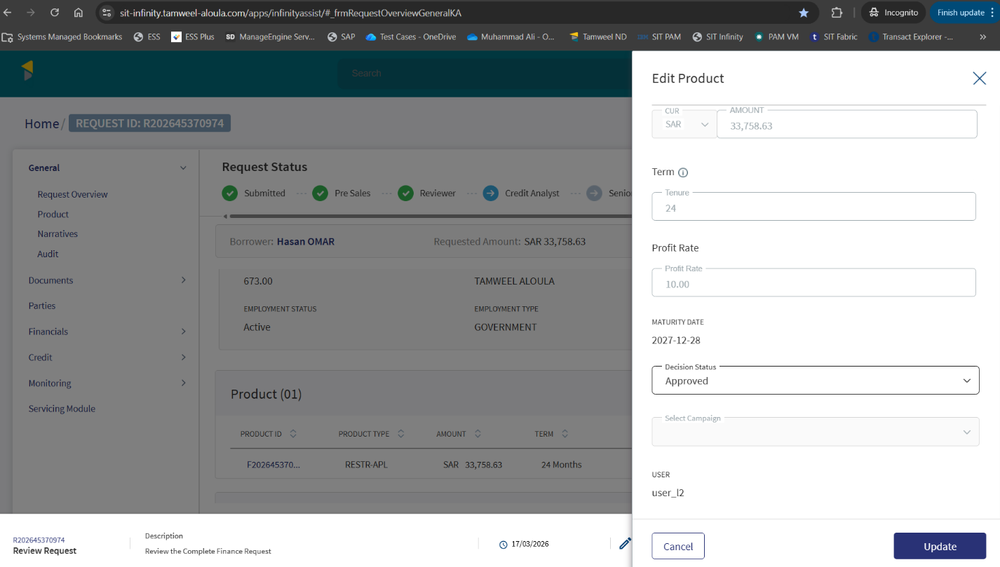 sit-infinity.tamweel-aloula.com/apps/infinityassist/#_frmRequestOverviewGeneralKA
Incognito
Finish update
Systems Managed Bookmarks
ESS
ESS Plus
SD ManageEngine Serv...
SAP
Test Cases - OneDrive
Muhammad Ali - O...
Tamweel ND
IBM SIT PAM
SIT Infinity
PAM VM
t SIT Fabric
Transact Explorer -...
»
Search
Home / REQUEST ID: R202645370974
General
Request Overview
Product
Narratives
Audit
Documents
Parties
Financials
Credit
Monitoring
Servicing Module
Request Status
Submitted
Pre Sales
Reviewer
Credit Analyst
Senio
Borrower: Hasan OMAR
Requested Amount: SAR 33,758.63
673.00
TAMWEEL ALOULA
EMPLOYMENT STATUS
EMPLOYMENT TYPE
Active
GOVERNMENT
Product (01)
PRODUCT ID
PRODUCT TYPE
AMOUNT
TERM
F202645370...
RESTR-APL
SAR 33,758.63
24 Months
R202645370974
Review Request
Description
Review the Complete Finance Request
17/03/2026
Edit Product
CUR
SAR
AMOUNT
33,758.63
Term
Tenure
24
Profit Rate
Profit Rate
10.00
MATURITY DATE
2027-12-28
Decision Status
Approved
Select Campaign
USER
user_l2
Cancel
Update